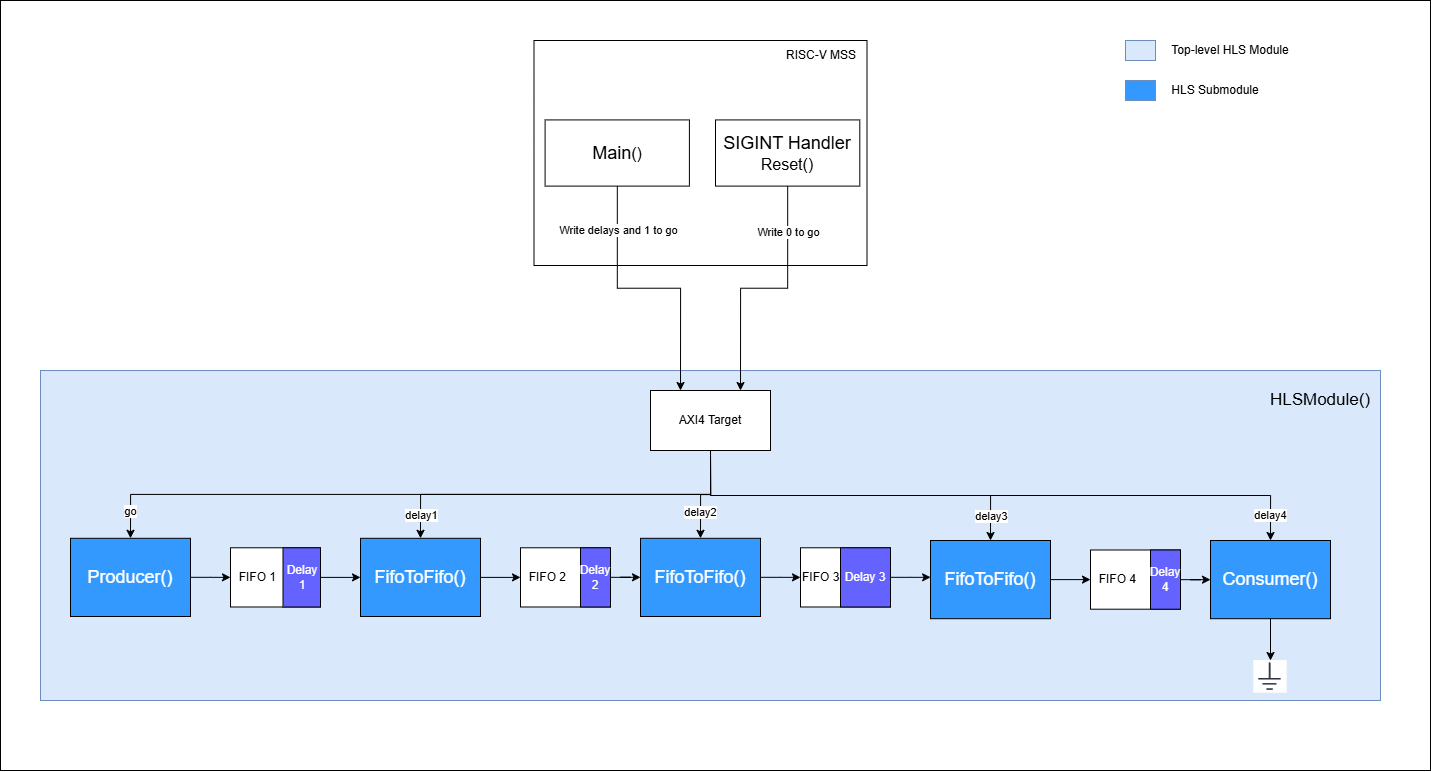 RISC-V MSS
Top-level HLS Module
HLS Submodule
Main()
SIGINT Handler
Reset()
Write delays and 1 to go
Write 0 to go
HLSModule()
AXI4 Target
go
delay1
delay2
delay3
delay4
Producer()
FIFO 1
Delay
1
FifoToFifo()
FIFO 2
Delay
2
FifoToFifo()
FIFO 3
Delay 3
FifoToFifo()
FIFO 4
Delay
4
Consumer()